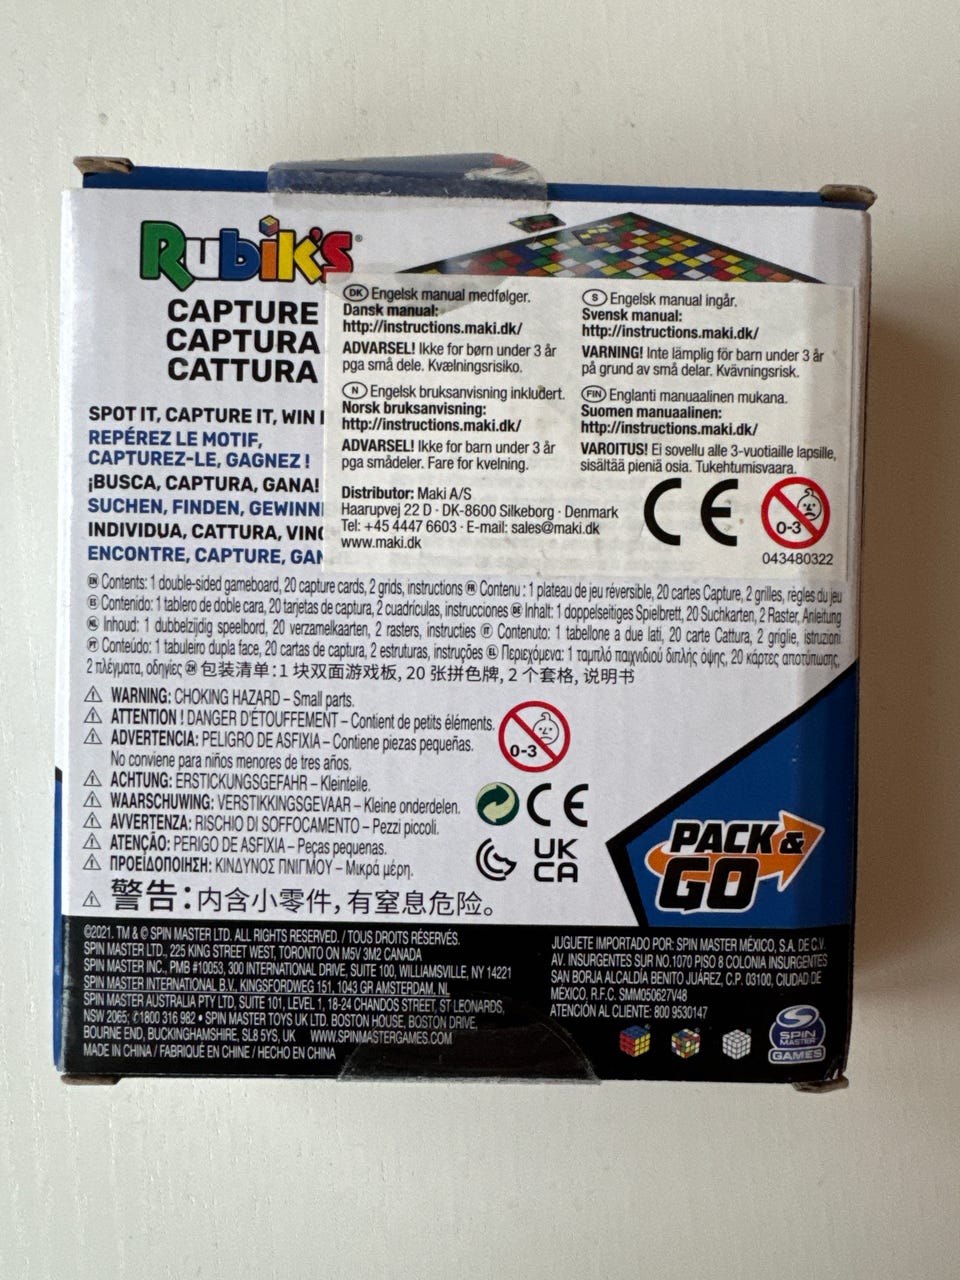 RUBiK'S®
CAPTURE
CAPTURA
CATTURA
SPOT IT, CAPTURE IT, WIN
REPÉREZ LE MOTIF,
CAPTUREZ-LE, GAGNEZ !
¡BUSCA, CAPTURA, GANA!
SUCHEN, FINDEN,
INDIVIDUA, CATTURA,
ENCONTRE, CAPTURE,
DK Engelsk manual medfølger.
Dansk manual:
http://instructions.maki.dk/
ADVARSEL! Ikke for børn under 3 år
pga små dele. Kvælningsrisiko.
N Engelsk bruksanvisning inkludert.
Norsk bruksanvisning:
http://instructions.maki.dk/
ADVARSEL! Ikke for barn under 3 år
pga smådeler. Fare for kvelning.
S Engelsk manual ingår.
Svensk manual:
http://instructions.maki.dk/
VARNING! Inte lämplig för barn under 3 år
på grund av små delar. Kvävningsrisk.
FIN Englanti manuaalinen mukana.
Suomen manuaalinen:
http://instructions.maki.dk/
VAROITUS! Ei sovellu alle 3-vuotiaille lapsille,
sisältää pieniä osia. Tukehtumisvaara.
Distributor: Maki A/S
Haarupvej 22 D · DK-8600 Silkeborg · Denmark
Tel: +45 4447 6603 · E-mail: sales@maki.dk
www.maki.dk
CE
0-3
043480322
EN Contents: 1 double-sided gameboard, 20 capture cards, 2 grids, instructions FR Contenu : 1 plateau de jeu réversible, 20 cartes Capture, 2 grilles, règles du jeu
ES Contenido: 1 tablero de doble cara, 20 tarjetas de captura, 2 cuadrículas, instrucciones DE Inhalt: 1 doppelseitiges Spielbrett, 20 Suchkarten, 2 Raster, Anleitung
NL Inhoud: 1 dubbelzijdig speelbord, 20 verzamelkaarten, 2 rasters, instructies IT Contenuto: 1 tabellone a due lati, 20 carte Cattura, 2 griglie, istruzioni
PT Conteúdo: 1 tabuleiro dupla face, 20 cartas de captura, 2 estruturas, instruções EL Περιεχόμενα: 1 ταμπλό παιχνιδιού διπλής όψης, 20 κάρτες αποτύπωσης,
2 πλέγματα, οδηγίες ZH 包装清单：1 块双面游戏板, 20 张拼色牌, 2 个套格, 说明书
WARNING: CHOKING HAZARD – Small parts.
ATTENTION ! DANGER D'ÉTOUFFEMENT – Contient de petits éléments.
ADVERTENCIA: PELIGRO DE ASFIXIA – Contiene piezas pequeñas.
No conviene para niños menores de tres años.
ACHTUNG: ERSTICKUNGSGEFAHR – Kleinteile.
WAARSCHUWING: VERSTIKKINGSGEVAAR – Kleine onderdelen.
AVVERTENZA: RISCHIO DI SOFFOCAMENTO – Pezzi piccoli.
ATENÇÃO: PERIGO DE ASFIXIA – Peças pequenas.
ΠΡΟΕΙΔΟΠΟΙΗΣΗ: ΚΙΝΔΥΝΟΣ ΠΝΙΓΜΟΥ – Μικρά μέρη.
警告：内含小零件, 有窒息危险。
0-3
CE
UK
CA
PACK &
GO
©2021. TM & © SPIN MASTER LTD. ALL RIGHTS RESERVED. / TOUS DROITS RÉSERVÉS.
SPIN MASTER LTD., 225 KING STREET WEST, TORONTO ON M5V 3M2 CANADA
SPIN MASTER INC., PMB #10053, 300 INTERNATIONAL DRIVE, SUITE 100, WILLIAMSVILLE, NY 14221
SPIN MASTER INTERNATIONAL B.V., KINGSFORDWEG 151, 1043 GR AMSTERDAM, NL
SPIN MASTER AUSTRALIA PTY LTD, SUITE 101, LEVEL 1, 18-24 CHANDOS STREET, ST LEONARDS,
NSW 2065; ✆1800 316 982 • SPIN MASTER TOYS UK LTD. BOSTON HOUSE, BOSTON DRIVE,
BOURNE END, BUCKINGHAMSHIRE, SL8 5YS, UK WWW.SPINMASTERGAMES.COM
MADE IN CHINA / FABRIQUÉ EN CHINE / HECHO EN CHINA
JUGUETE IMPORTADO POR: SPIN MASTER MÉXICO, S.A. DE C.V.
AV. INSURGENTES SUR NO.1070 PISO 8 COLONIA INSURGENTES
SAN BORJA ALCALDÍA BENITO JUÁREZ, C.P. 03100, CIUDAD DE
MÉXICO, R.F.C. SMM050627V48
ATENCIÓN AL CLIENTE: 800 9530147
SPIN
MASTER
GAMES™